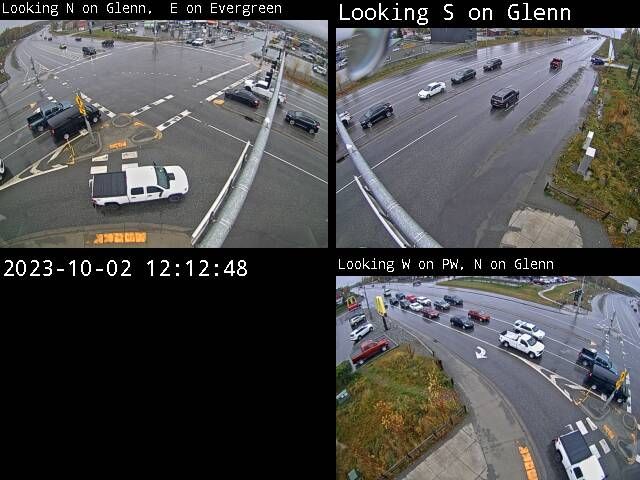 Looking N on Glenn,  E on Evergreen
Looking S on Glenn
2023-10-02 12:12:48
Looking W on PW, N on Glenn